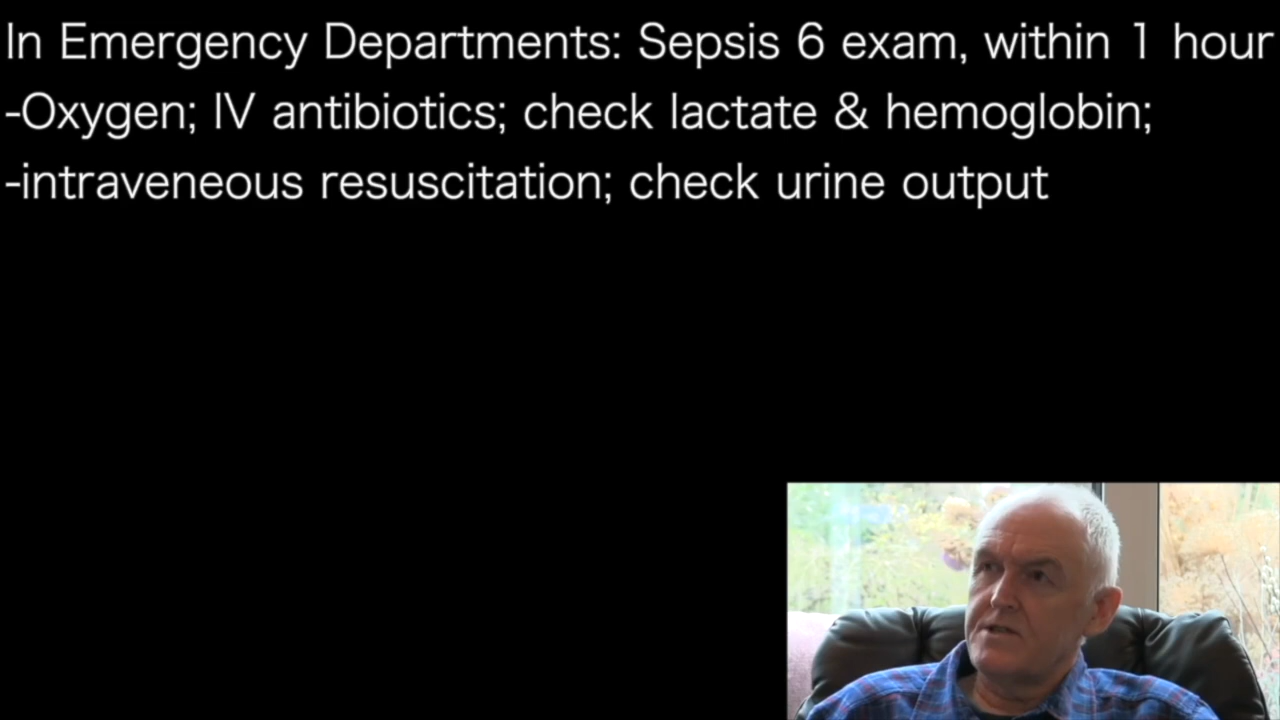 In Emergency Departments: Sepsis 6 exam, within 1 hour
-Oxygen; IV antibiotics; check lactate & hemoglobin;
-intraveneous resuscitation; check urine output